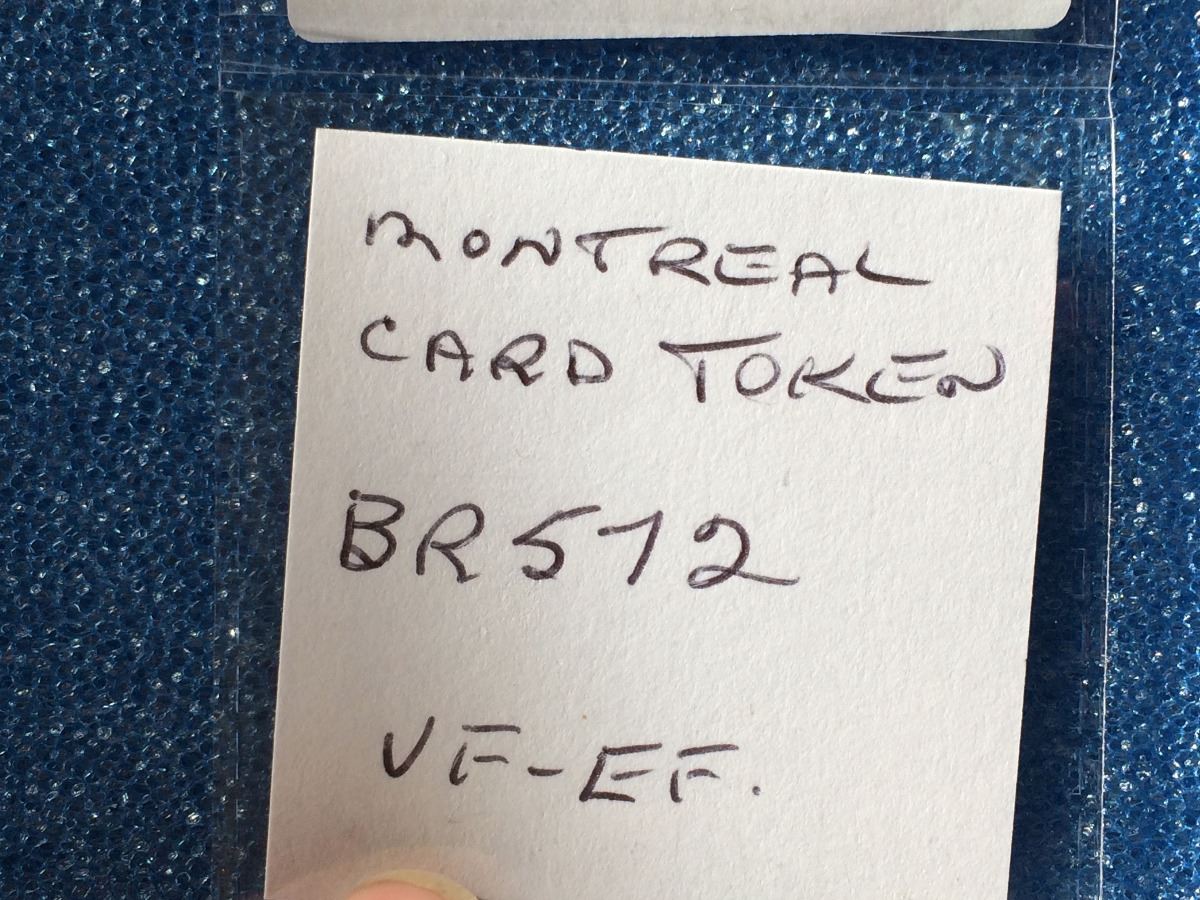 MONTREAL
CARD TOKEN
BR512
VF-EF.